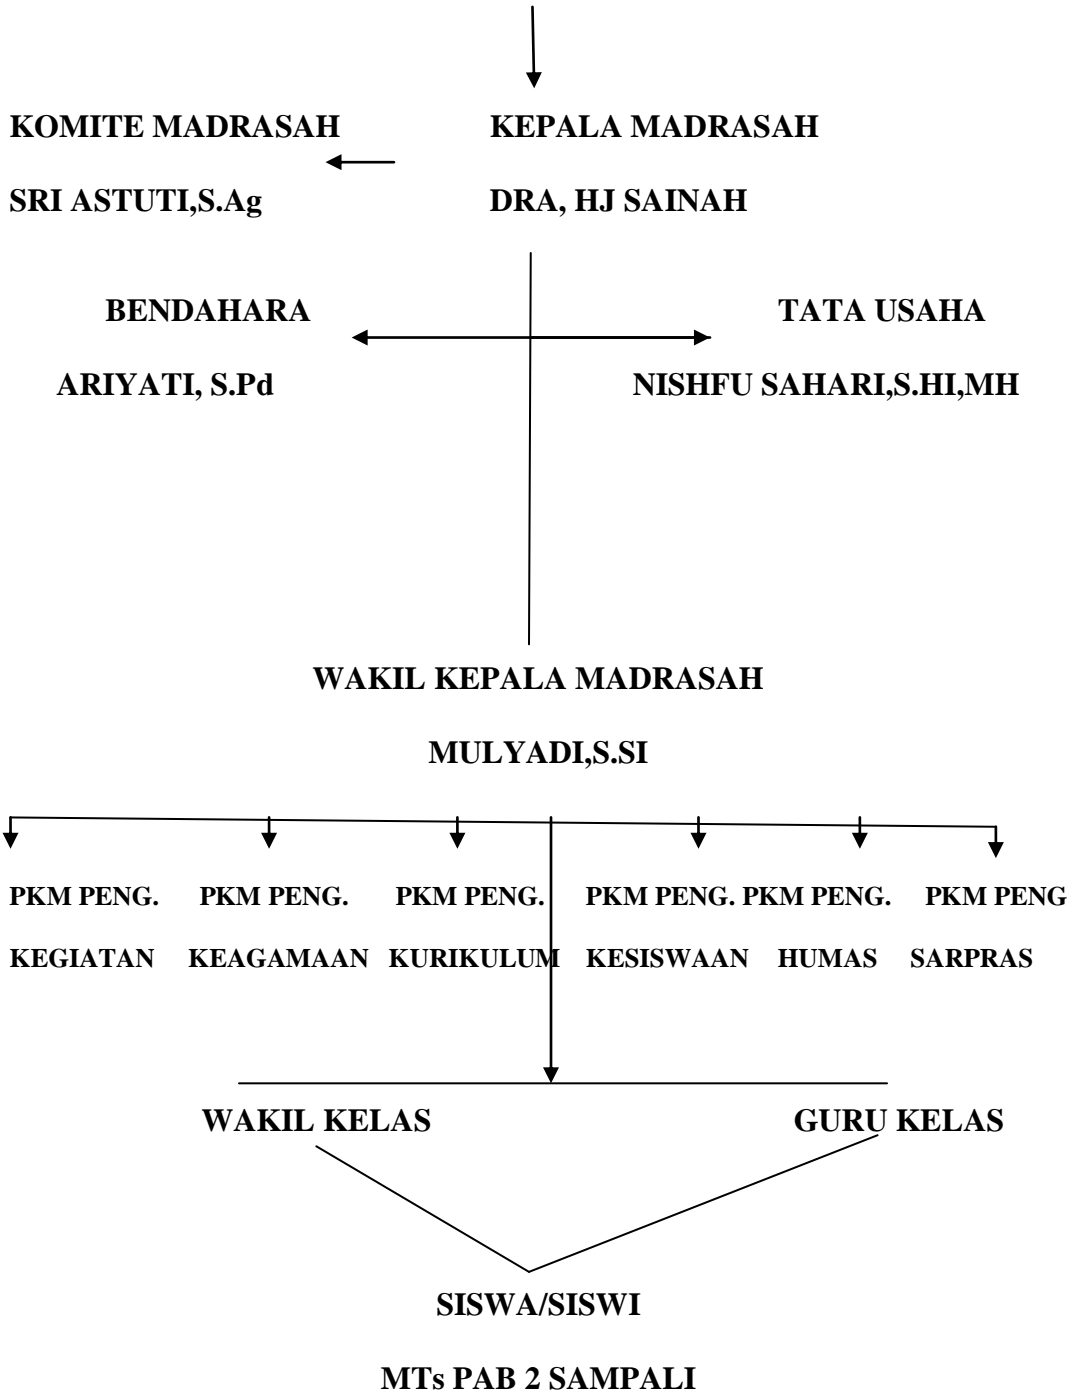 KOMITE MADRASAH KEPALA MADRASAH
SRI ASTUTI,S.Ag DRA, HJ SAINAH
BENDAHARA TATA USAHA
ARIYATI, S.Pd NISHFU SAHARI,S.HI,MH
WAKIL KEPALA MADRASAH
MULYADI,S.SI
PKM PENG. PKM PENG. PKM PENG. PKM PENG. PKM PENG. PKM PENG
KEGIATAN KEAGAMAAN KURIKULUM KESISWAAN HUMAS SARPRAS
WAKIL KELAS GURU KELAS
SISWA/SISWI
MTs PAB 2 SAMPALI